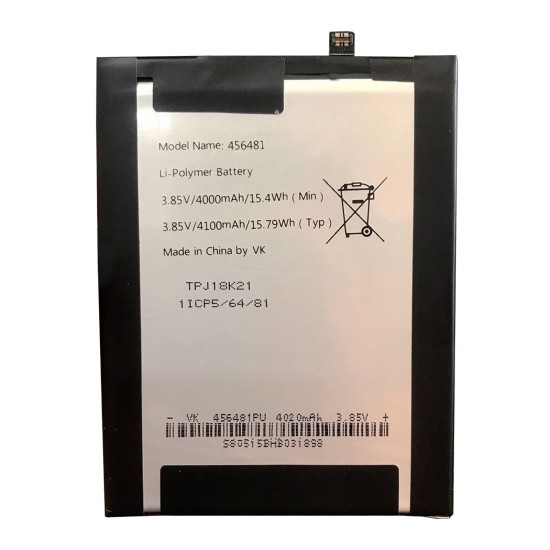 Model Name: 456481
Li-Polymer Battery
3.85V/4000mAh/15.4Wh ( Min )
3.85V/4100mAh/15.79Wh ( Typ )
Made in China by VK
TPJ18K21
1ICP5/64/81
- VK 456481PU 4020mAh 3.85V +
S80515BHB031898